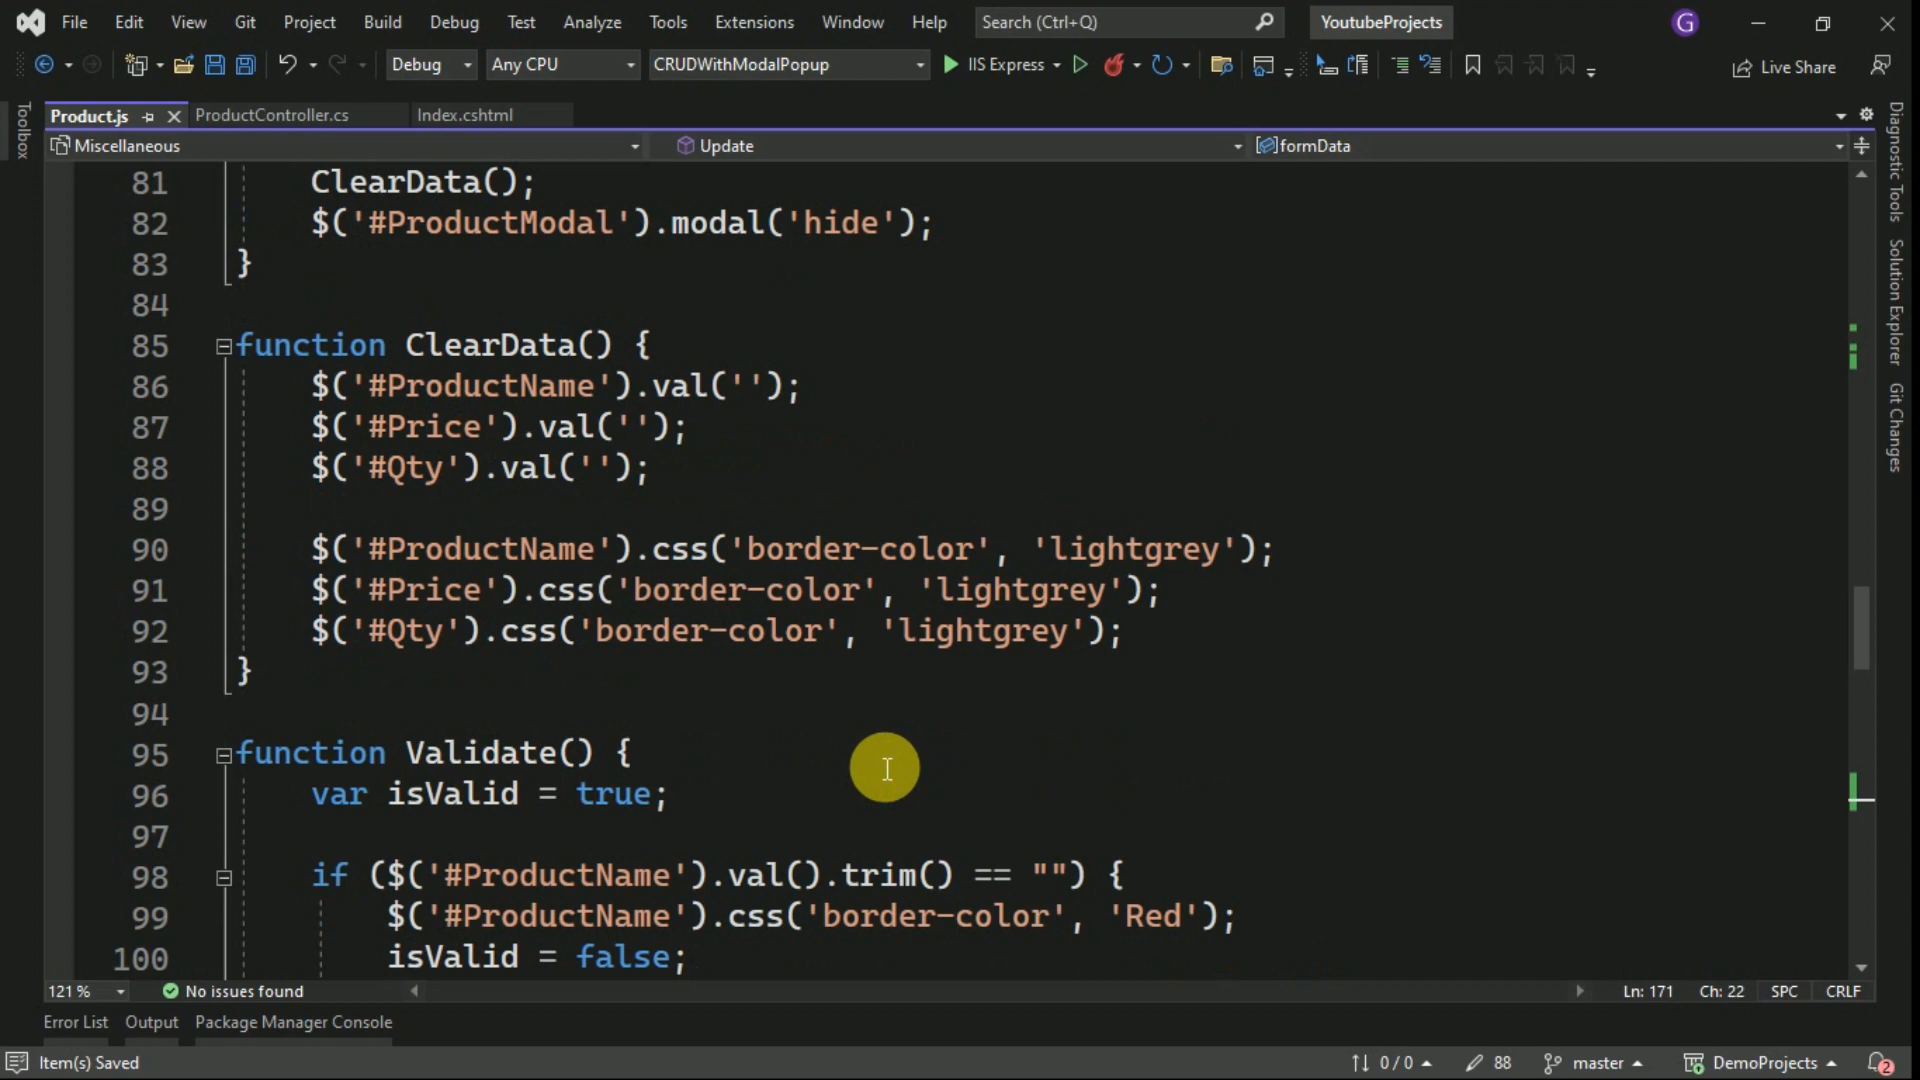 File Edit View Git Project Build Debug Test Analyze Tools Extensions Window Help Search (Ctrl+Q) YoutubeProjects G
Debug Any CPU CRUDWithModalPopup IIS Express Live Share
Product.js ProductController.cs Index.cshtml
Miscellaneous Update formData
81 ClearData();
82 $('#ProductModal').modal('hide');
83 }
84
85 function ClearData() {
86 $('#ProductName').val('');
87 $('#Price').val('');
88 $('#Qty').val('');
89
90 $('#ProductName').css('border-color', 'lightgrey');
91 $('#Price').css('border-color', 'lightgrey');
92 $('#Qty').css('border-color', 'lightgrey');
93 }
94
95 function Validate() {
96 var isValid = true;
97
98 if ($('#ProductName').val().trim() == "") {
99 $('#ProductName').css('border-color', 'Red');
100 isValid = false;
Toolbox
Diagnostic Tools
Solution Explorer
Git Changes
121 % No issues found Ln: 171 Ch: 22 SPC CRLF
Error List Output Package Manager Console
Item(s) Saved 0 / 0 88 master DemoProjects 2